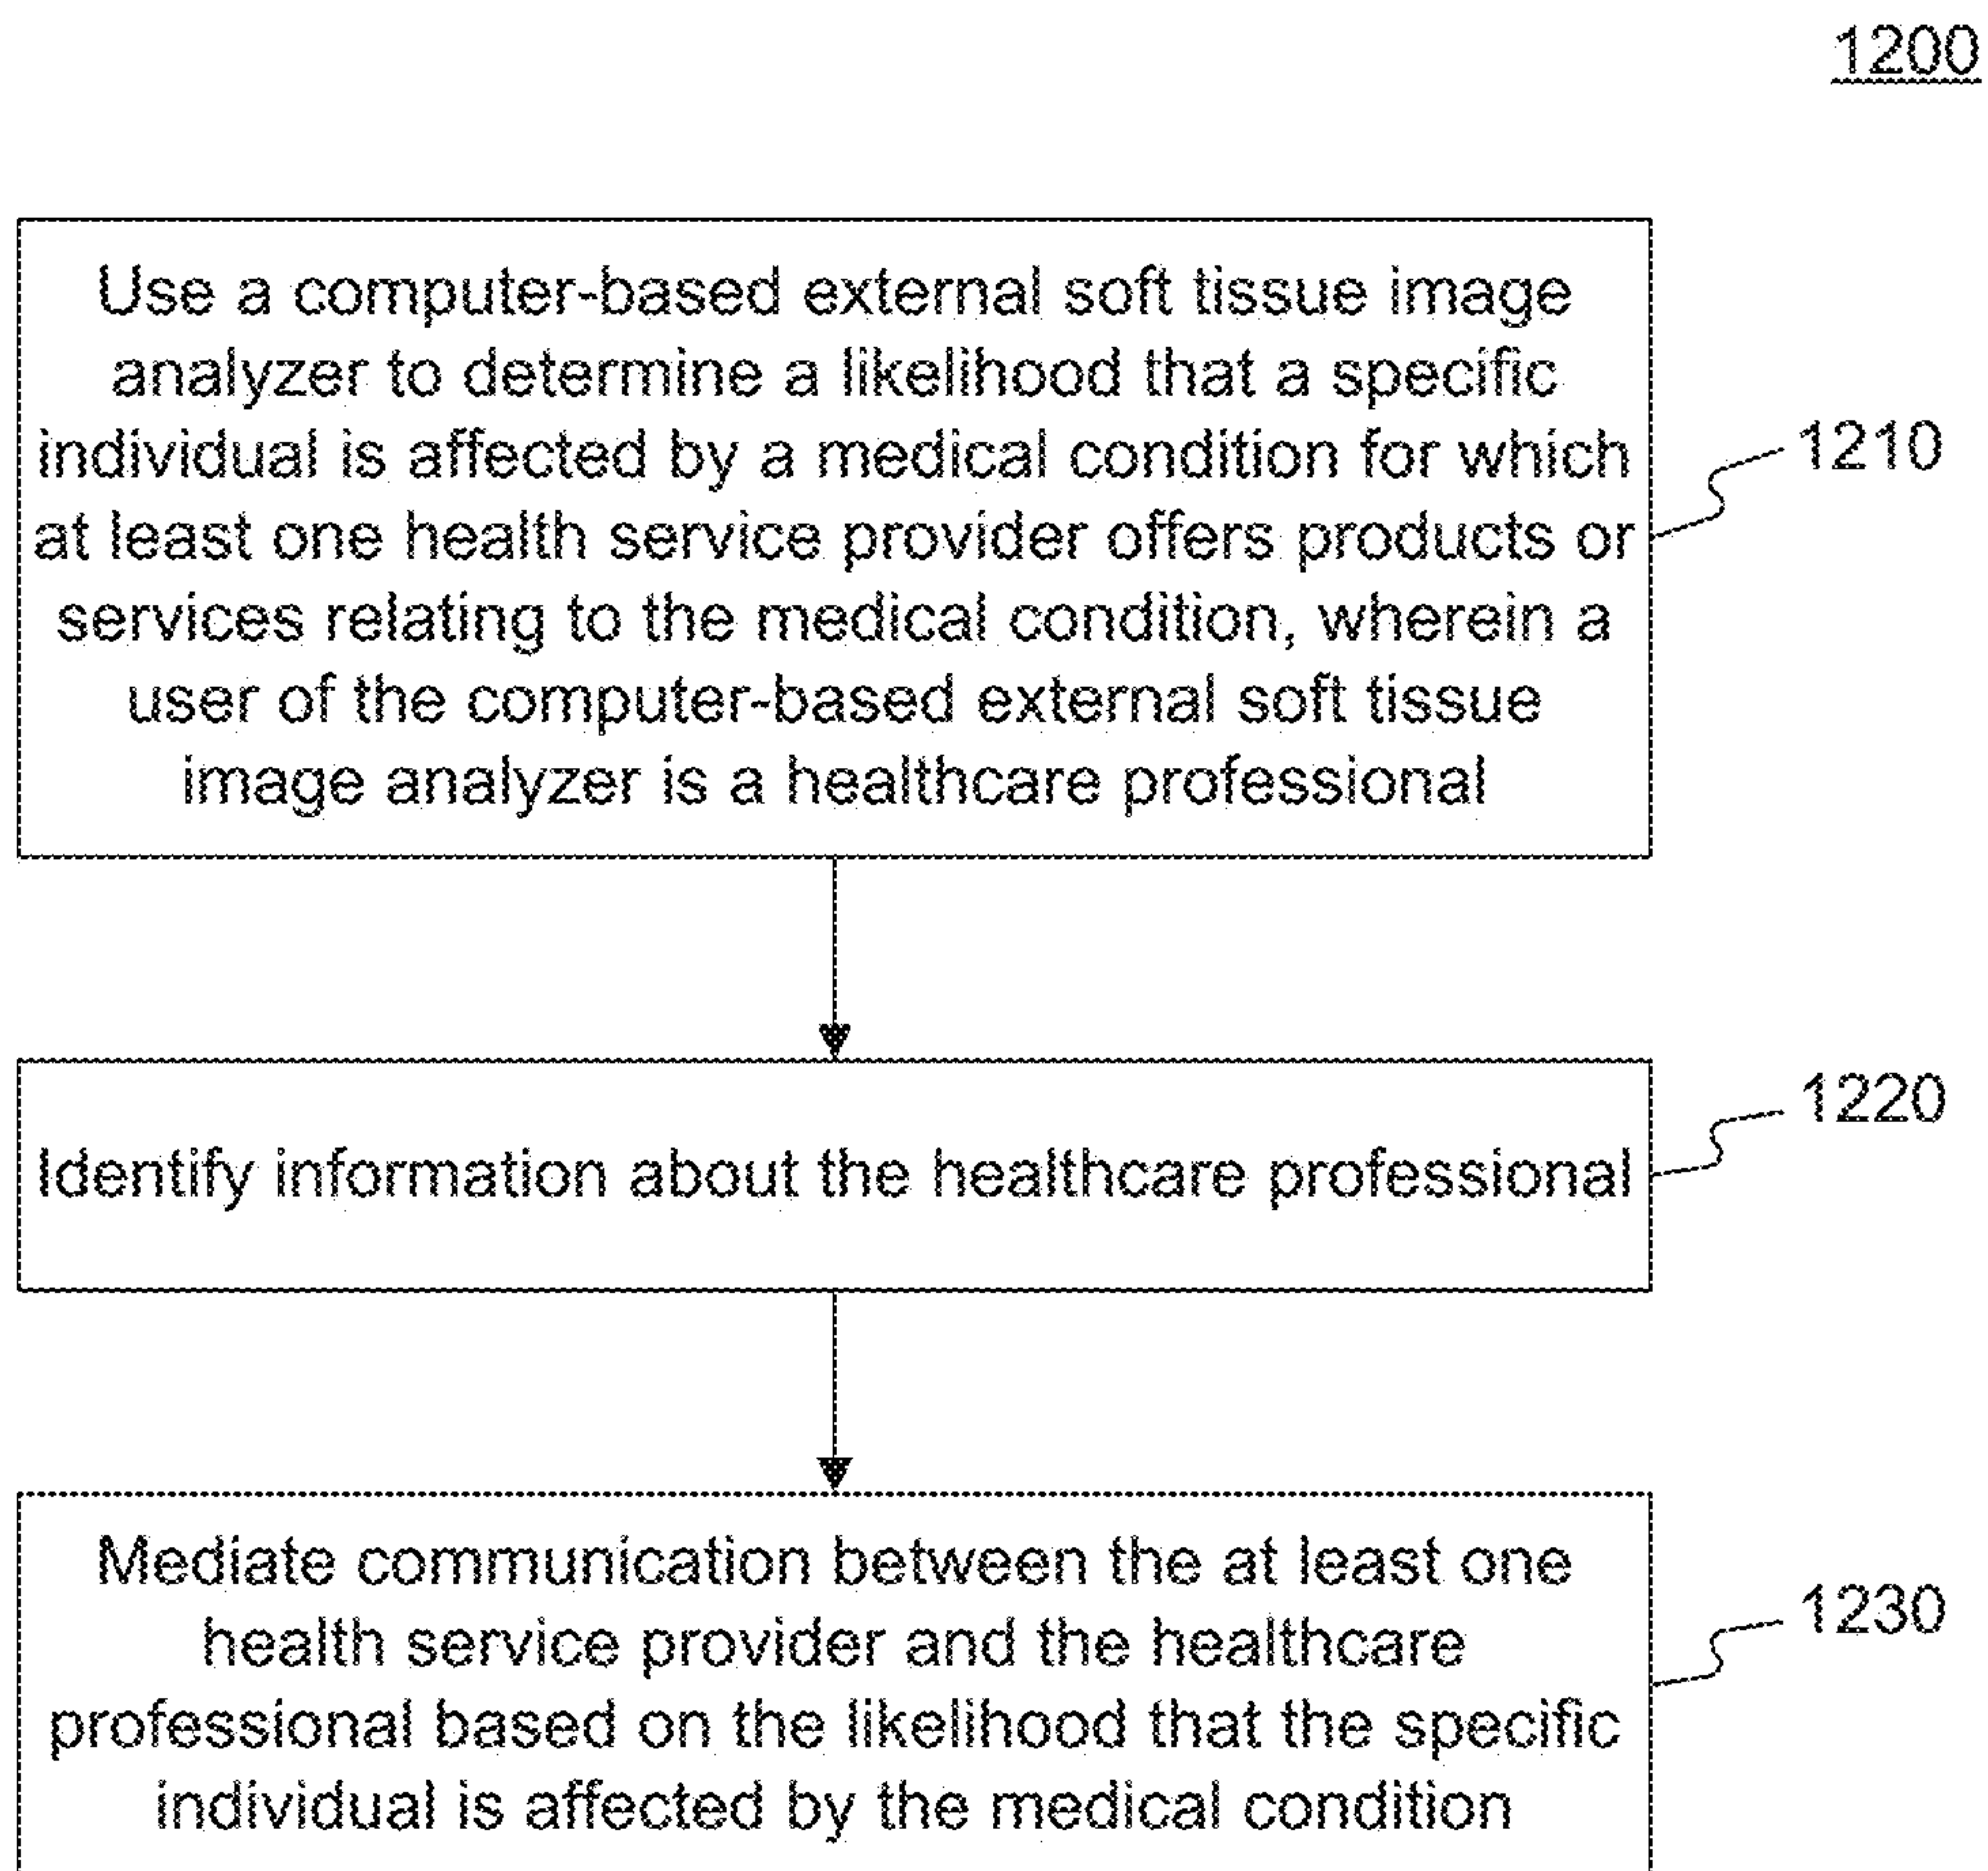 1200
Use a computer-based external soft tissue image
analyzer to determine a likelihood that a specific
individual is affected by a medical condition for which
at least one health service provider offers products or
services relating to the medical condition, wherein a
user of the computer-based external soft tissue
image analyzer is a healthcare professional
1210
Identify information about the healthcare professional
1220
Mediate communication between the at least one
health service provider and the healthcare
professional based on the likelihood that the specific
individual is affected by the medical condition
1230